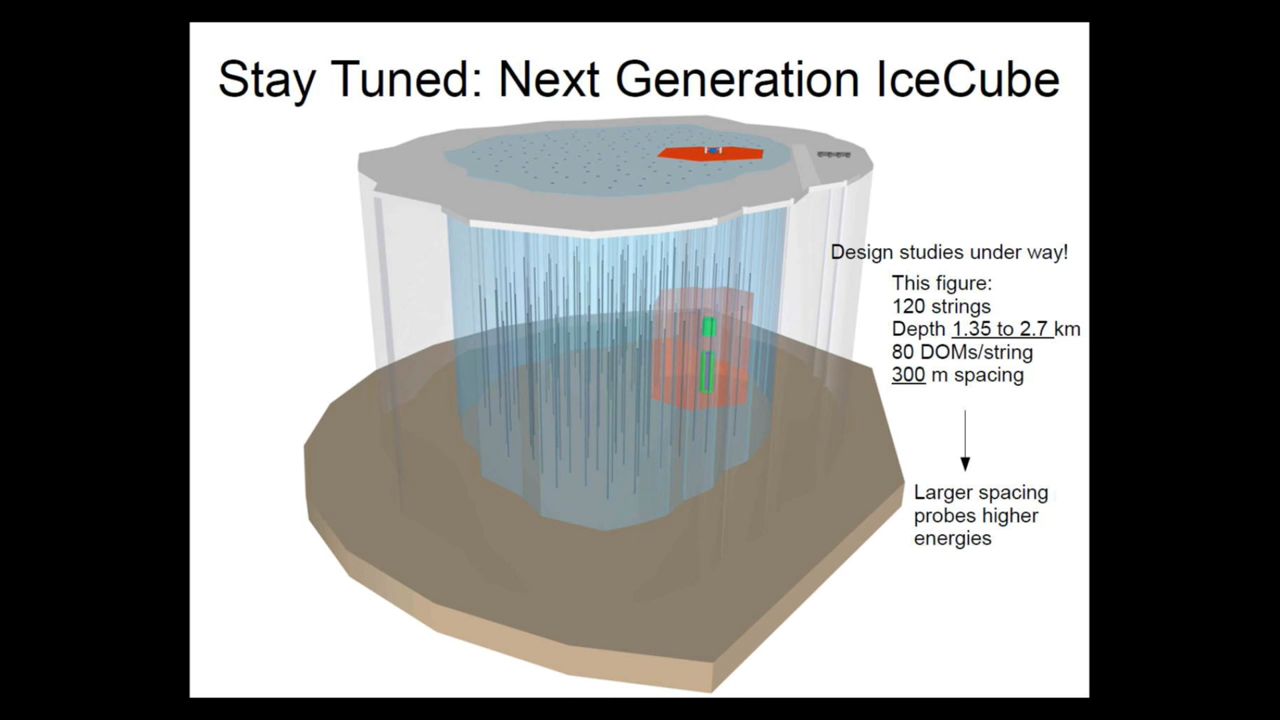 Stay Tuned: Next Generation IceCube
Design studies under way!
This figure:
120 strings
Depth 1.35 to 2.7 km
80 DOMs/string
300 m spacing
Larger spacing
probes higher
energies